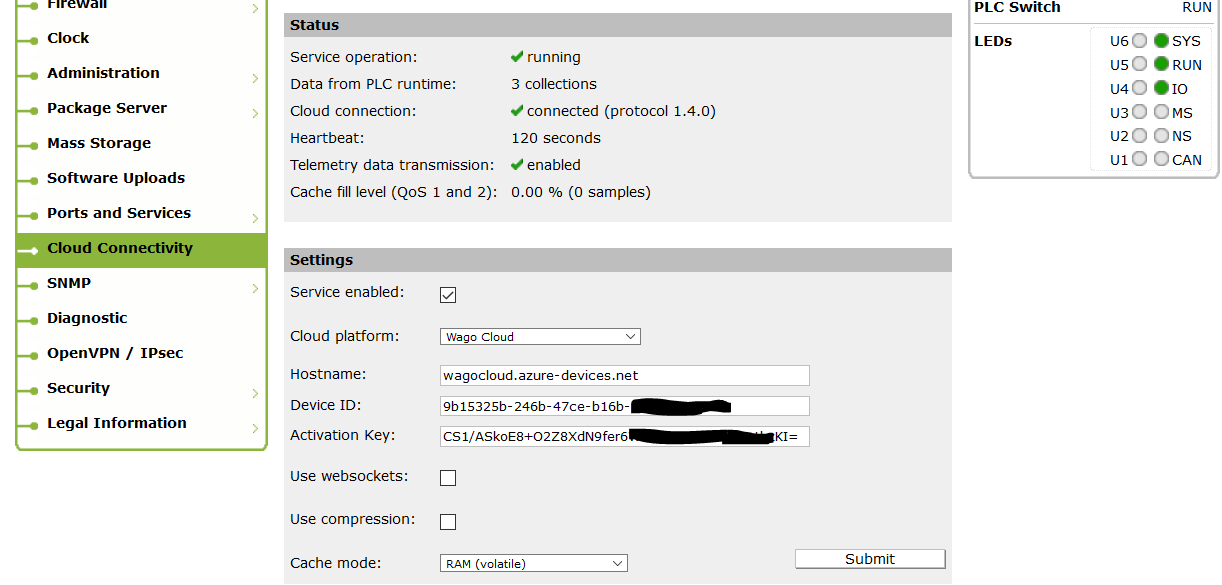 Firewall
Clock
Administration
Package Server
Mass Storage
Software Uploads
Ports and Services
Cloud Connectivity
SNMP
Diagnostic
OpenVPN / IPsec
Security
Legal Information
Status
Service operation: running
Data from PLC runtime: 3 collections
Cloud connection: connected (protocol 1.4.0)
Heartbeat: 120 seconds
Telemetry data transmission: enabled
Cache fill level (QoS 1 and 2): 0.00 % (0 samples)
Settings
Service enabled:
Cloud platform: Wago Cloud
Hostname: wagocloud.azure-devices.net
Device ID: 9b15325b-246b-47ce-b16b-
Activation Key: CS1/ASkoE8+O2Z8XdN9fer6 KI=
Use websockets:
Use compression:
Cache mode: RAM (volatile)
Submit
PLC Switch RUN
LEDs
U6 SYS
U5 RUN
U4 IO
U3 MS
U2 NS
U1 CAN